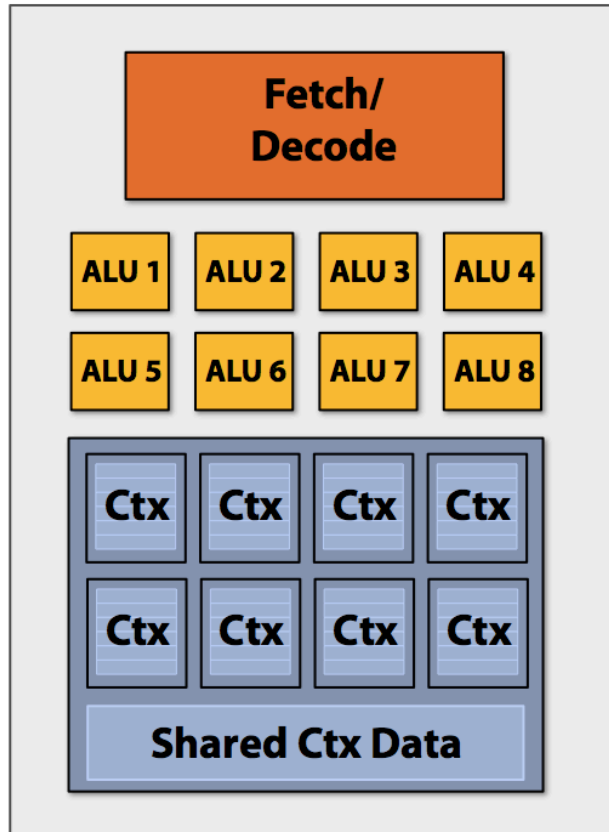 Fetch/
Decode
ALU 1 ALU 2 ALU 3 ALU 4
ALU 5 ALU 6 ALU 7 ALU 8
Ctx Ctx Ctx Ctx
Ctx Ctx Ctx Ctx
Shared Ctx Data